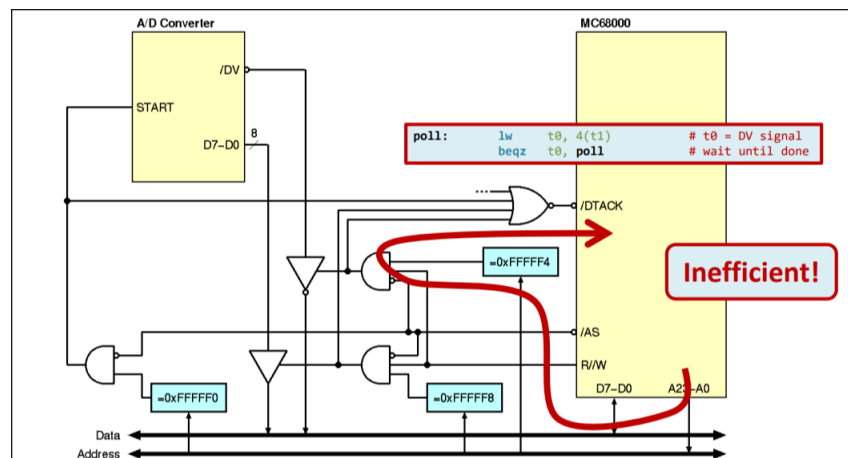 A/D Converter
MC68000
/DV
START
8
D7-D0
poll: lw t0, 4(t1) # t0 = DV signal
beqz t0, poll # wait until done
/DTACK
=0xFFFFF4
Inefficient!
/AS
R//W
=0xFFFFF0
=0xFFFFF8
D7-D0 A23-A0
Data
Address